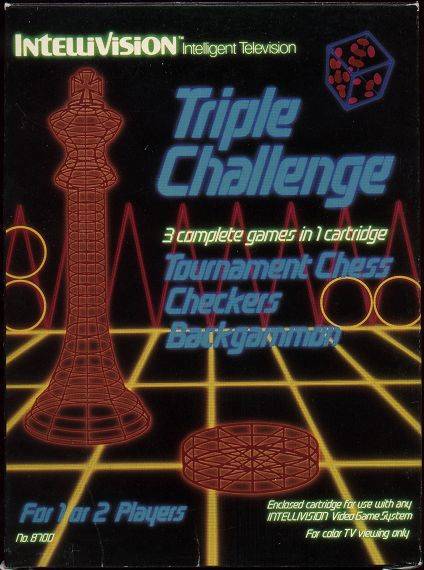 INTELLIVISION™ Intelligent Television
Triple
Challenge
3 complete games in 1 cartridge
Tournament Chess
Checkers
Backgammon
For 1 or 2 Players
No. 8700
Enclosed cartridge for use with any
INTELLIVISION Video Game System
For color TV viewing only